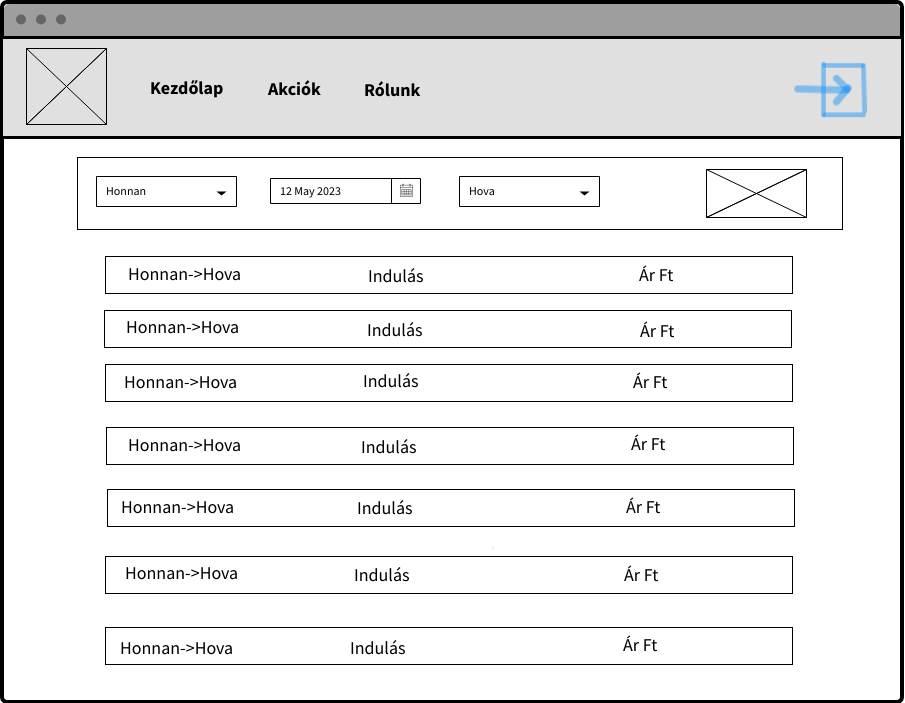 Kezdőlap Akciók Rólunk
Honnan 12 May 2023 Hova
Honnan->Hova Indulás Ár Ft
Honnan->Hova Indulás Ár Ft
Honnan->Hova Indulás Ár Ft
Honnan->Hova Indulás Ár Ft
Honnan->Hova Indulás Ár Ft
Honnan->Hova Indulás Ár Ft
Honnan->Hova Indulás Ár Ft